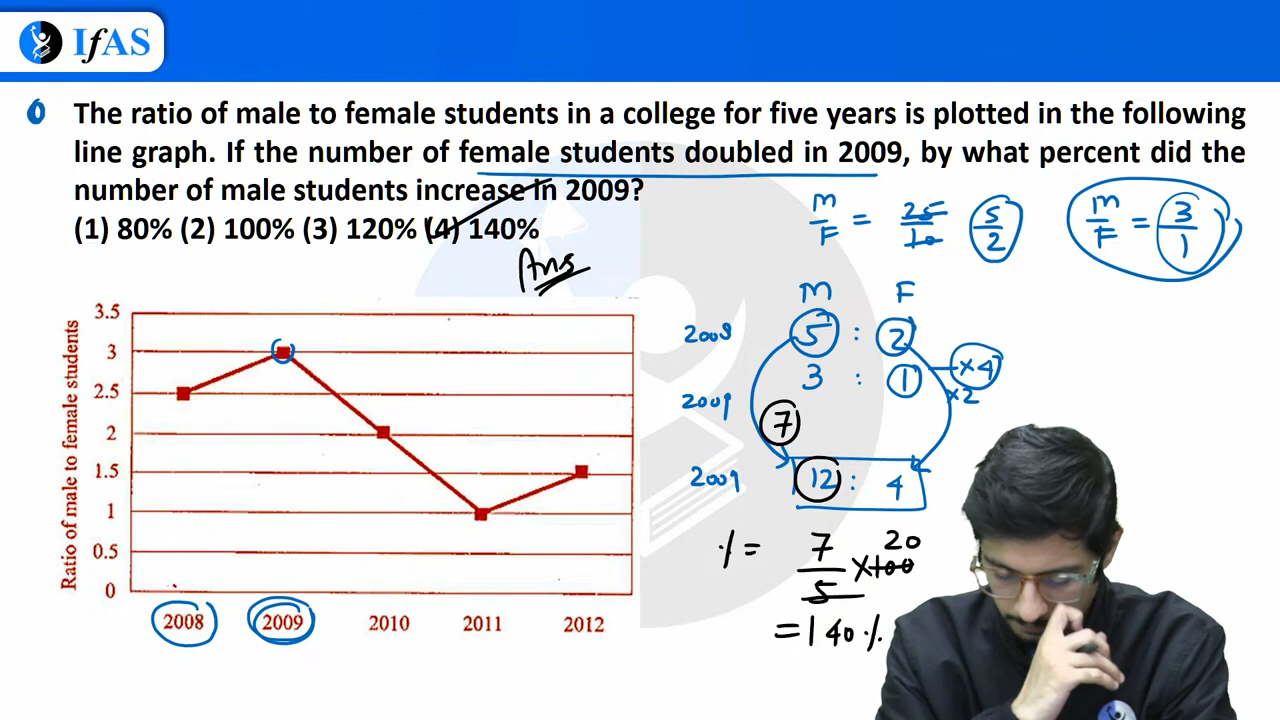 IfAS
The ratio of male to female students in a college for five years is plotted in the following
line graph. If the number of female students doubled in 2009, by what percent did the
number of male students increase in 2009?
(1) 80% (2) 100% (3) 120% (4) 140%
Ans
M/F = 25/10 5/2
M/F = 3/1
M F
2008 5 : 2
3 : 1 ×4
2009 ×2
7
2009 12 : 4
% = 7/5 × 100 20
= 140%
Ratio of male to female students
3.5
3
2.5
2
1.5
1
0.5
0
2008 2009 2010 2011 2012